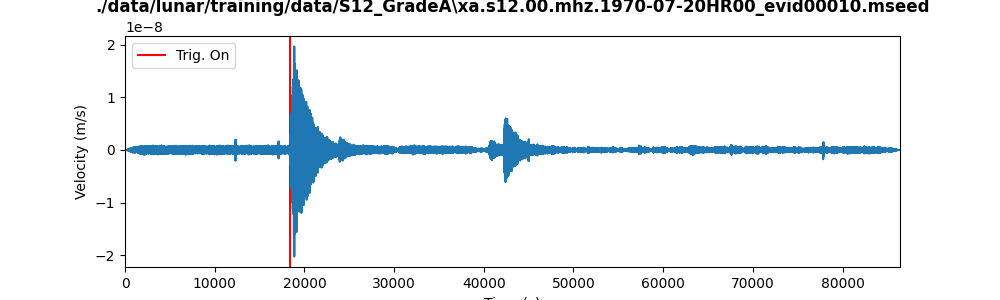 ./data/lunar/training/data/S12_GradeA\xa.s12.00.mhz.1970-07-20HR00_evid00010.mseed
1e−8
Trig. On
2
1
0
−1
−2
Velocity (m/s)
0 10000 20000 30000 40000 50000 60000 70000 80000
Time (s)